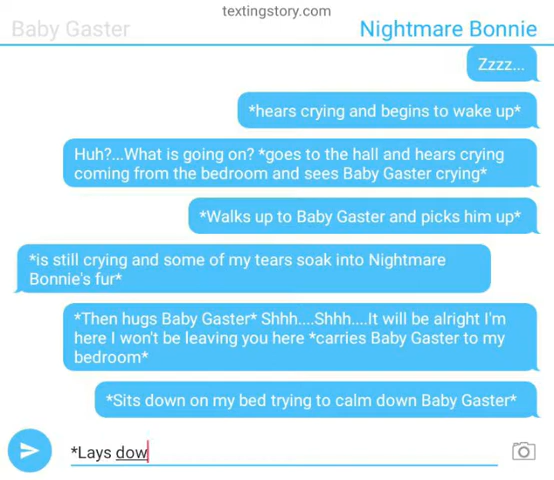 textingstory.com
Baby Gaster
Nightmare Bonnie
Zzzz...
*hears crying and begins to wake up*
Huh?...What is going on? *goes to the hall and hears crying
coming from the bedroom and sees Baby Gaster crying*
*Walks up to Baby Gaster and picks him up*
*is still crying and some of my tears soak into Nightmare
Bonnie's fur*
*Then hugs Baby Gaster* Shhh....Shhh....It will be alright I'm
here I won't be leaving you here *carries Baby Gaster to my
bedroom*
*Sits down on my bed trying to calm down Baby Gaster*
*Lays dow